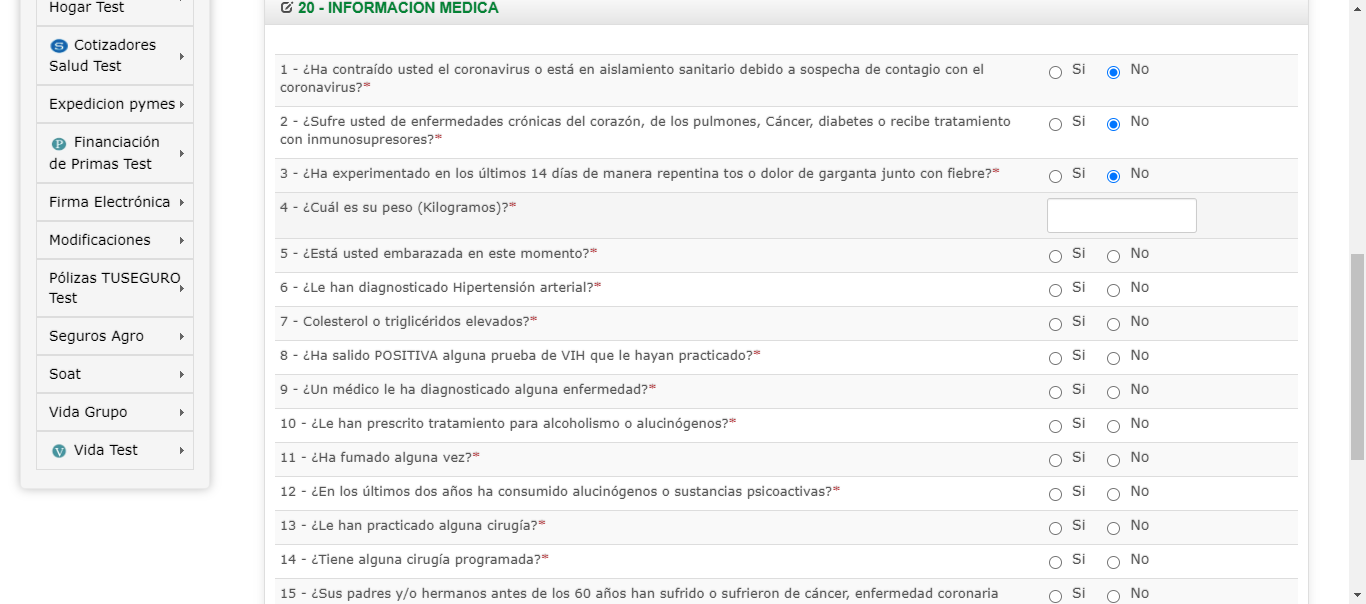 Hogar Test
Cotizadores
Salud Test
Expedicion pymes
Financiación
de Primas Test
Firma Electrónica
Modificaciones
Pólizas TUSEGURO
Test
Seguros Agro
Soat
Vida Grupo
Vida Test
20 - INFORMACION MEDICA
1 - ¿Ha contraído usted el coronavirus o está en aislamiento sanitario debido a sospecha de contagio con el
coronavirus?*
Si No
2 - ¿Sufre usted de enfermedades crónicas del corazón, de los pulmones, Cáncer, diabetes o recibe tratamiento
con inmunosupresores?*
Si No
3 - ¿Ha experimentado en los últimos 14 días de manera repentina tos o dolor de garganta junto con fiebre?* Si No
4 - ¿Cuál es su peso (Kilogramos)?*
5 - ¿Está usted embarazada en este momento?* Si No
6 - ¿Le han diagnosticado Hipertensión arterial?* Si No
7 - Colesterol o triglicéridos elevados?* Si No
8 - ¿Ha salido POSITIVA alguna prueba de VIH que le hayan practicado?* Si No
9 - ¿Un médico le ha diagnosticado alguna enfermedad?* Si No
10 - ¿Le han prescrito tratamiento para alcoholismo o alucinógenos?* Si No
11 - ¿Ha fumado alguna vez?* Si No
12 - ¿En los últimos dos años ha consumido alucinógenos o sustancias psicoactivas?* Si No
13 - ¿Le han practicado alguna cirugía?* Si No
14 - ¿Tiene alguna cirugía programada?* Si No
15 - ¿Sus padres y/o hermanos antes de los 60 años han sufrido o sufrieron de cáncer, enfermedad coronaria Si No